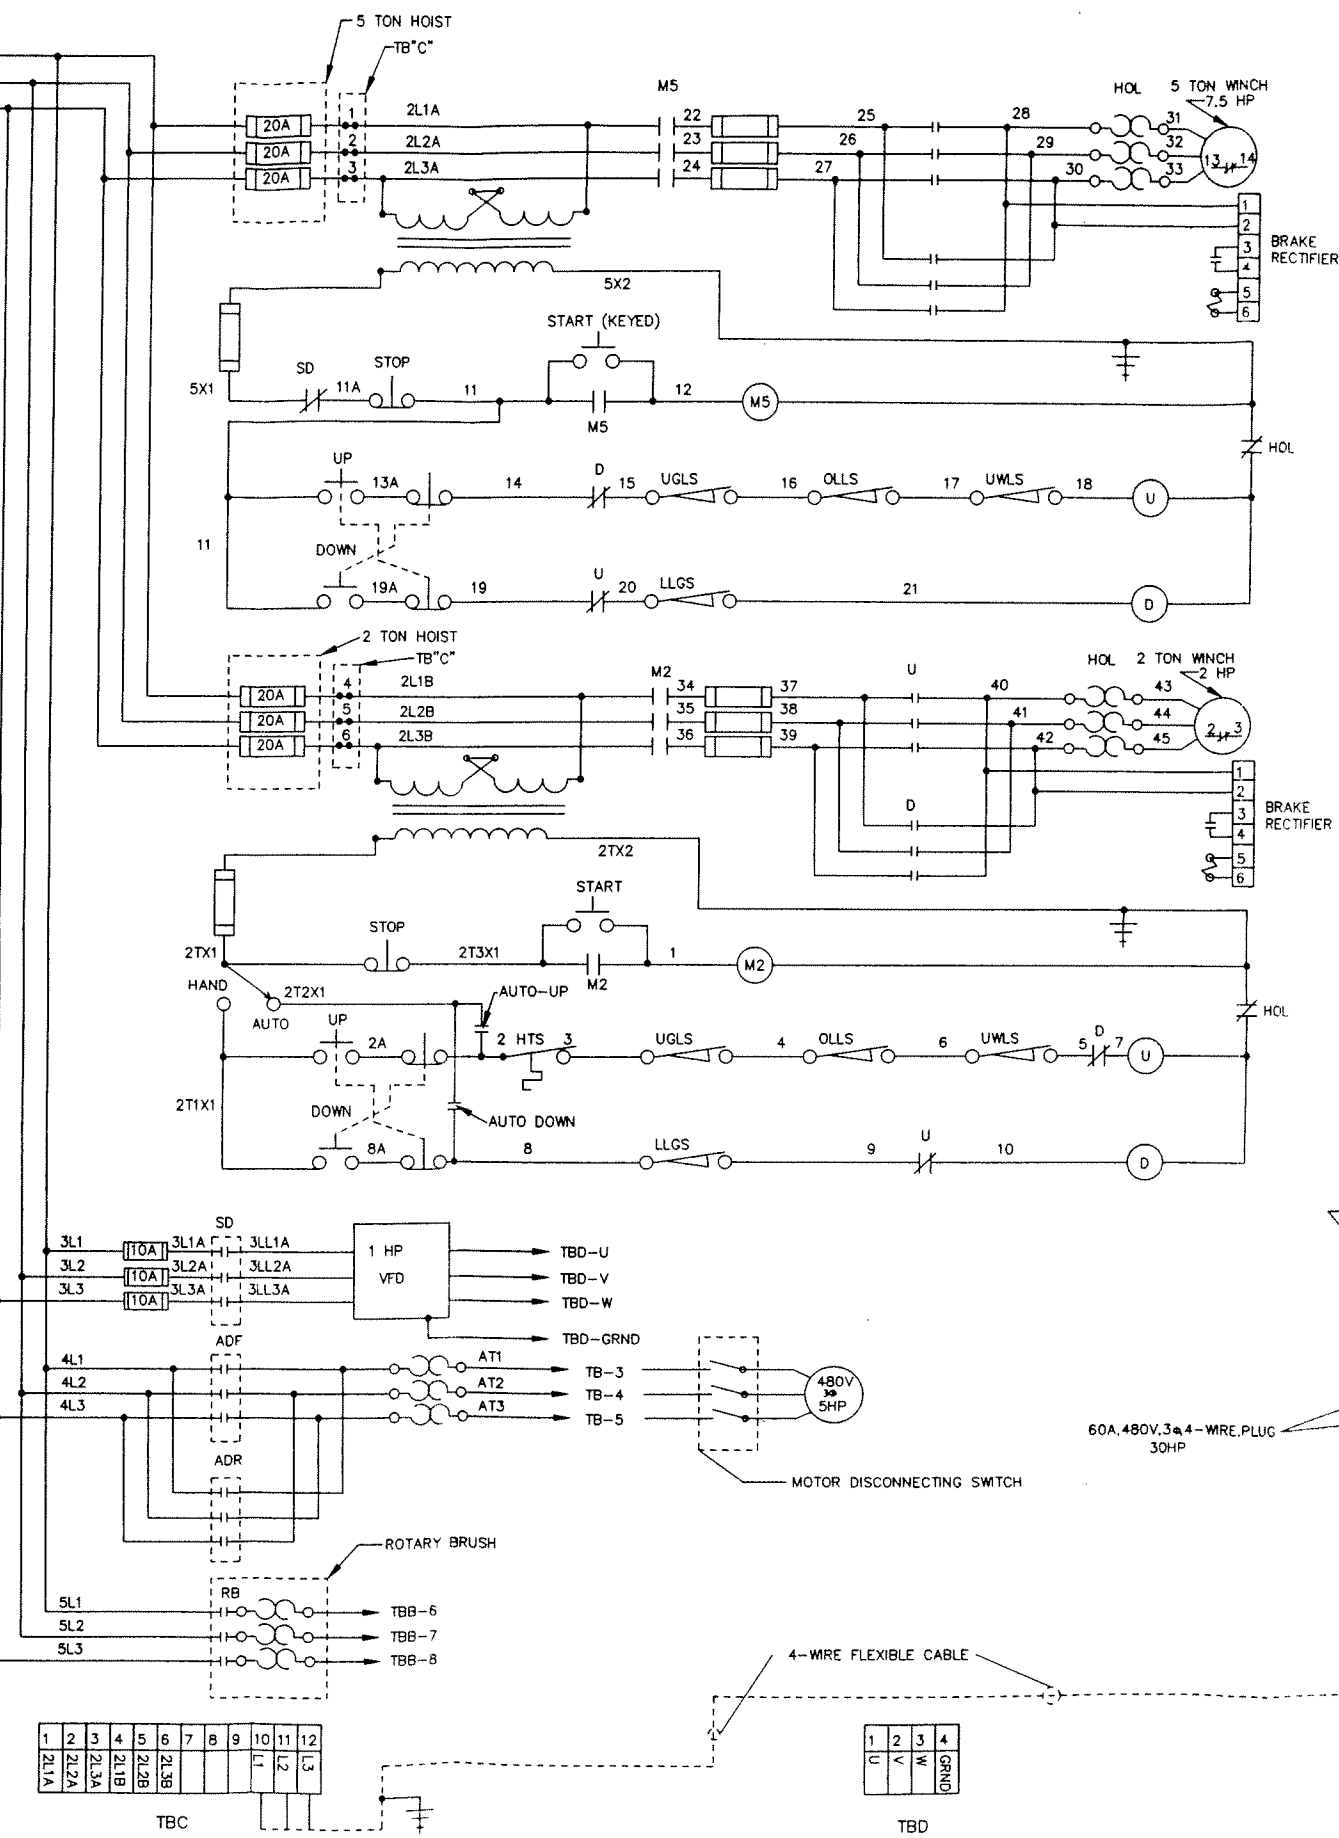 5 TON HOIST
TB"C"
M5
HOL
5 TON WINCH
7.5 HP
20A 1 2L1A 22 25 28 31
20A 2 2L2A 23 26 29 32
20A 3 2L3A 24 27 30 33
13 14
1
2
3
4
5
6
BRAKE
RECTIFIER
5X2
START (KEYED)
SD STOP
5X1 11A 11 12 M5
M5
HOL
UP
13A 14 D 15 UGLS 16 OLLS 17 UWLS 18 U
11
DOWN
19A 19 U 20 LLGS 21 D
2 TON HOIST
TB"C"
M2
U
HOL
2 TON WINCH
2 HP
20A 4 2L1B 34 37 40 43
20A 5 2L2B 35 38 41 44
20A 6 2L3B 36 39 42 45
2 3
D
1
2
3
4
5
6
BRAKE
RECTIFIER
2TX2
START
STOP
2TX1 2T3X1 1 M2
M2
HAND
2T2X1
AUTO
AUTO-UP
HOL
UP
2A 2 HTS 3 UGLS 4 OLLS 6 UWLS 5 D 7 U
2T1X1
DOWN
AUTO DOWN
8A 8 LLGS 9 U 10 D
SD
3L1 10A 3L1A 3LL1A
3L2 10A 3L2A 3LL2A
3L3 10A 3L3A 3LL3A
1 HP
VFD
TBD-U
TBD-V
TBD-W
TBD-GRND
ADF
4L1 AT1 TB-3
4L2 AT2 TB-4
4L3 AT3 TB-5
480V
3Φ
5HP
ADR
MOTOR DISCONNECTING SWITCH
60A,480V,3Φ,4-WIRE,PLUG
30HP
ROTARY BRUSH
RB
5L1 TBB-6
5L2 TBB-7
5L3 TBB-8
4-WIRE FLEXIBLE CABLE
1 2 3 4 5 6 7 8 9 10 11 12
2L1A 2L2A 2L3A 2L1B 2L2B 2L3B L1 L2 L3
TBC
1 2 3 4
U V W GRND
TBD